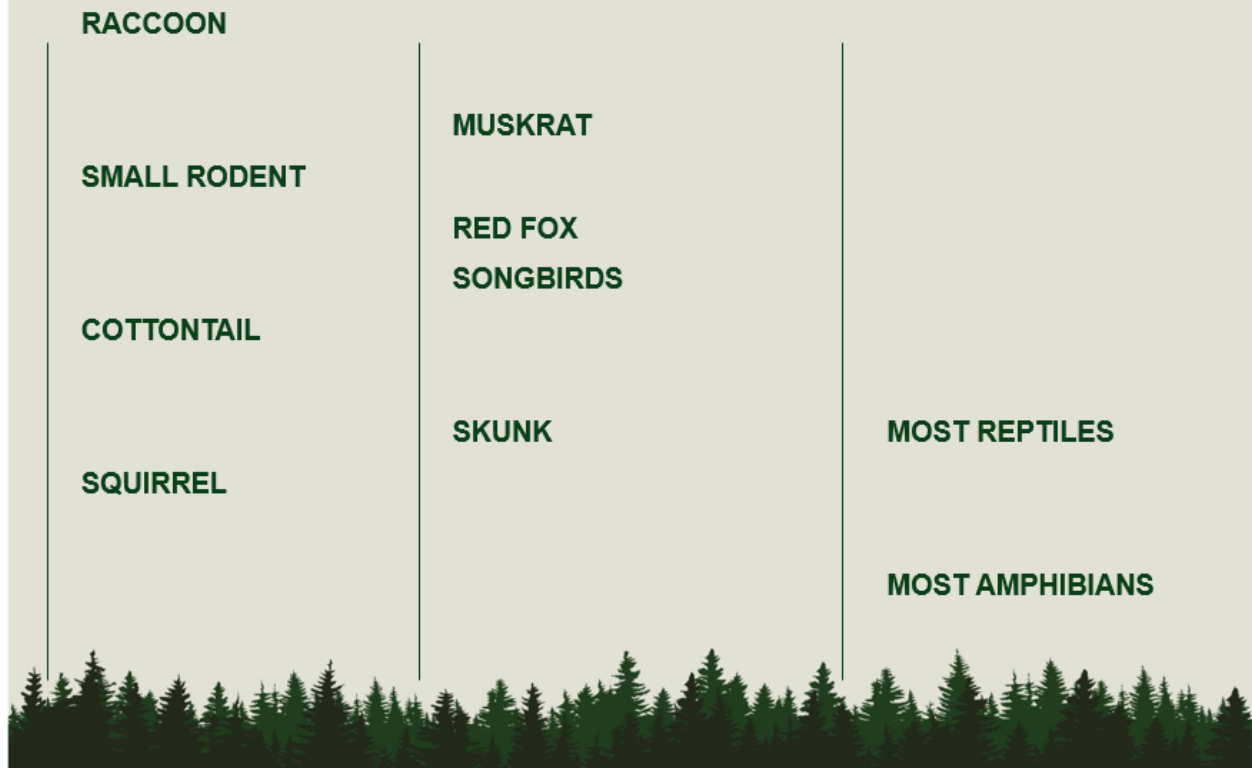 RACCOON
SMALL RODENT
COTTONTAIL
SQUIRREL
MUSKRAT
RED FOX
SONGBIRDS
SKUNK
MOST REPTILES
MOST AMPHIBIANS